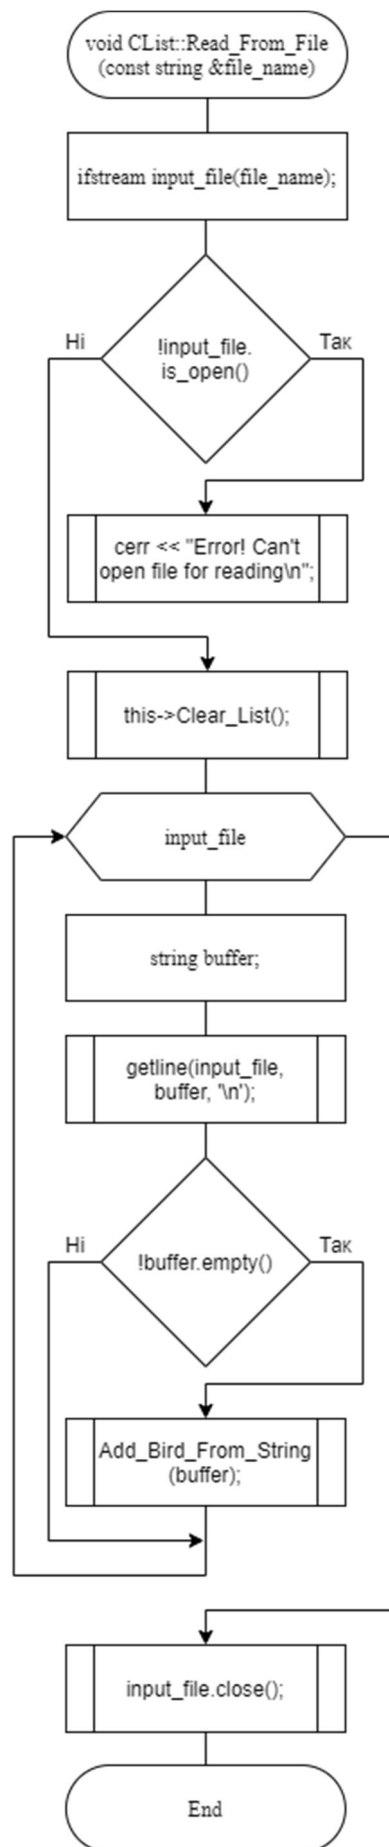 void CList::Read_From_File
(const string &file_name)
ifstream input_file(file_name);
!input_file.
is_open()
Ні
Так
cerr << "Error! Can't
open file for reading\n";
this->Clear_List();
input_file
string buffer;
getline(input_file,
buffer, '\n');
Ні
Так
!buffer.empty()
Add_Bird_From_String
(buffer);
input_file.close();
End